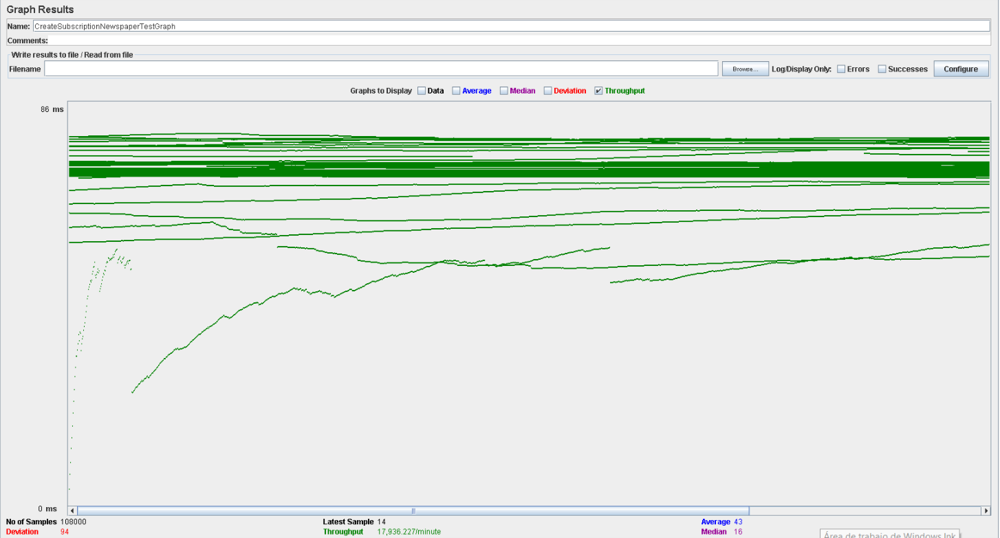 Graph Results
Name: CreateSubscriptionNewspaperTestGraph
Comments:
Write results to file / Read from file
Filename Browse... Log/Display Only: Errors Successes Configure
Graphs to Display Data Average Median Deviation Throughput
86 ms
0 ms
No of Samples 108000 Latest Sample 14 Average 43
Deviation 94 Throughput 17,936.227/minute Median 16
Área de trabajo de Windows Ink